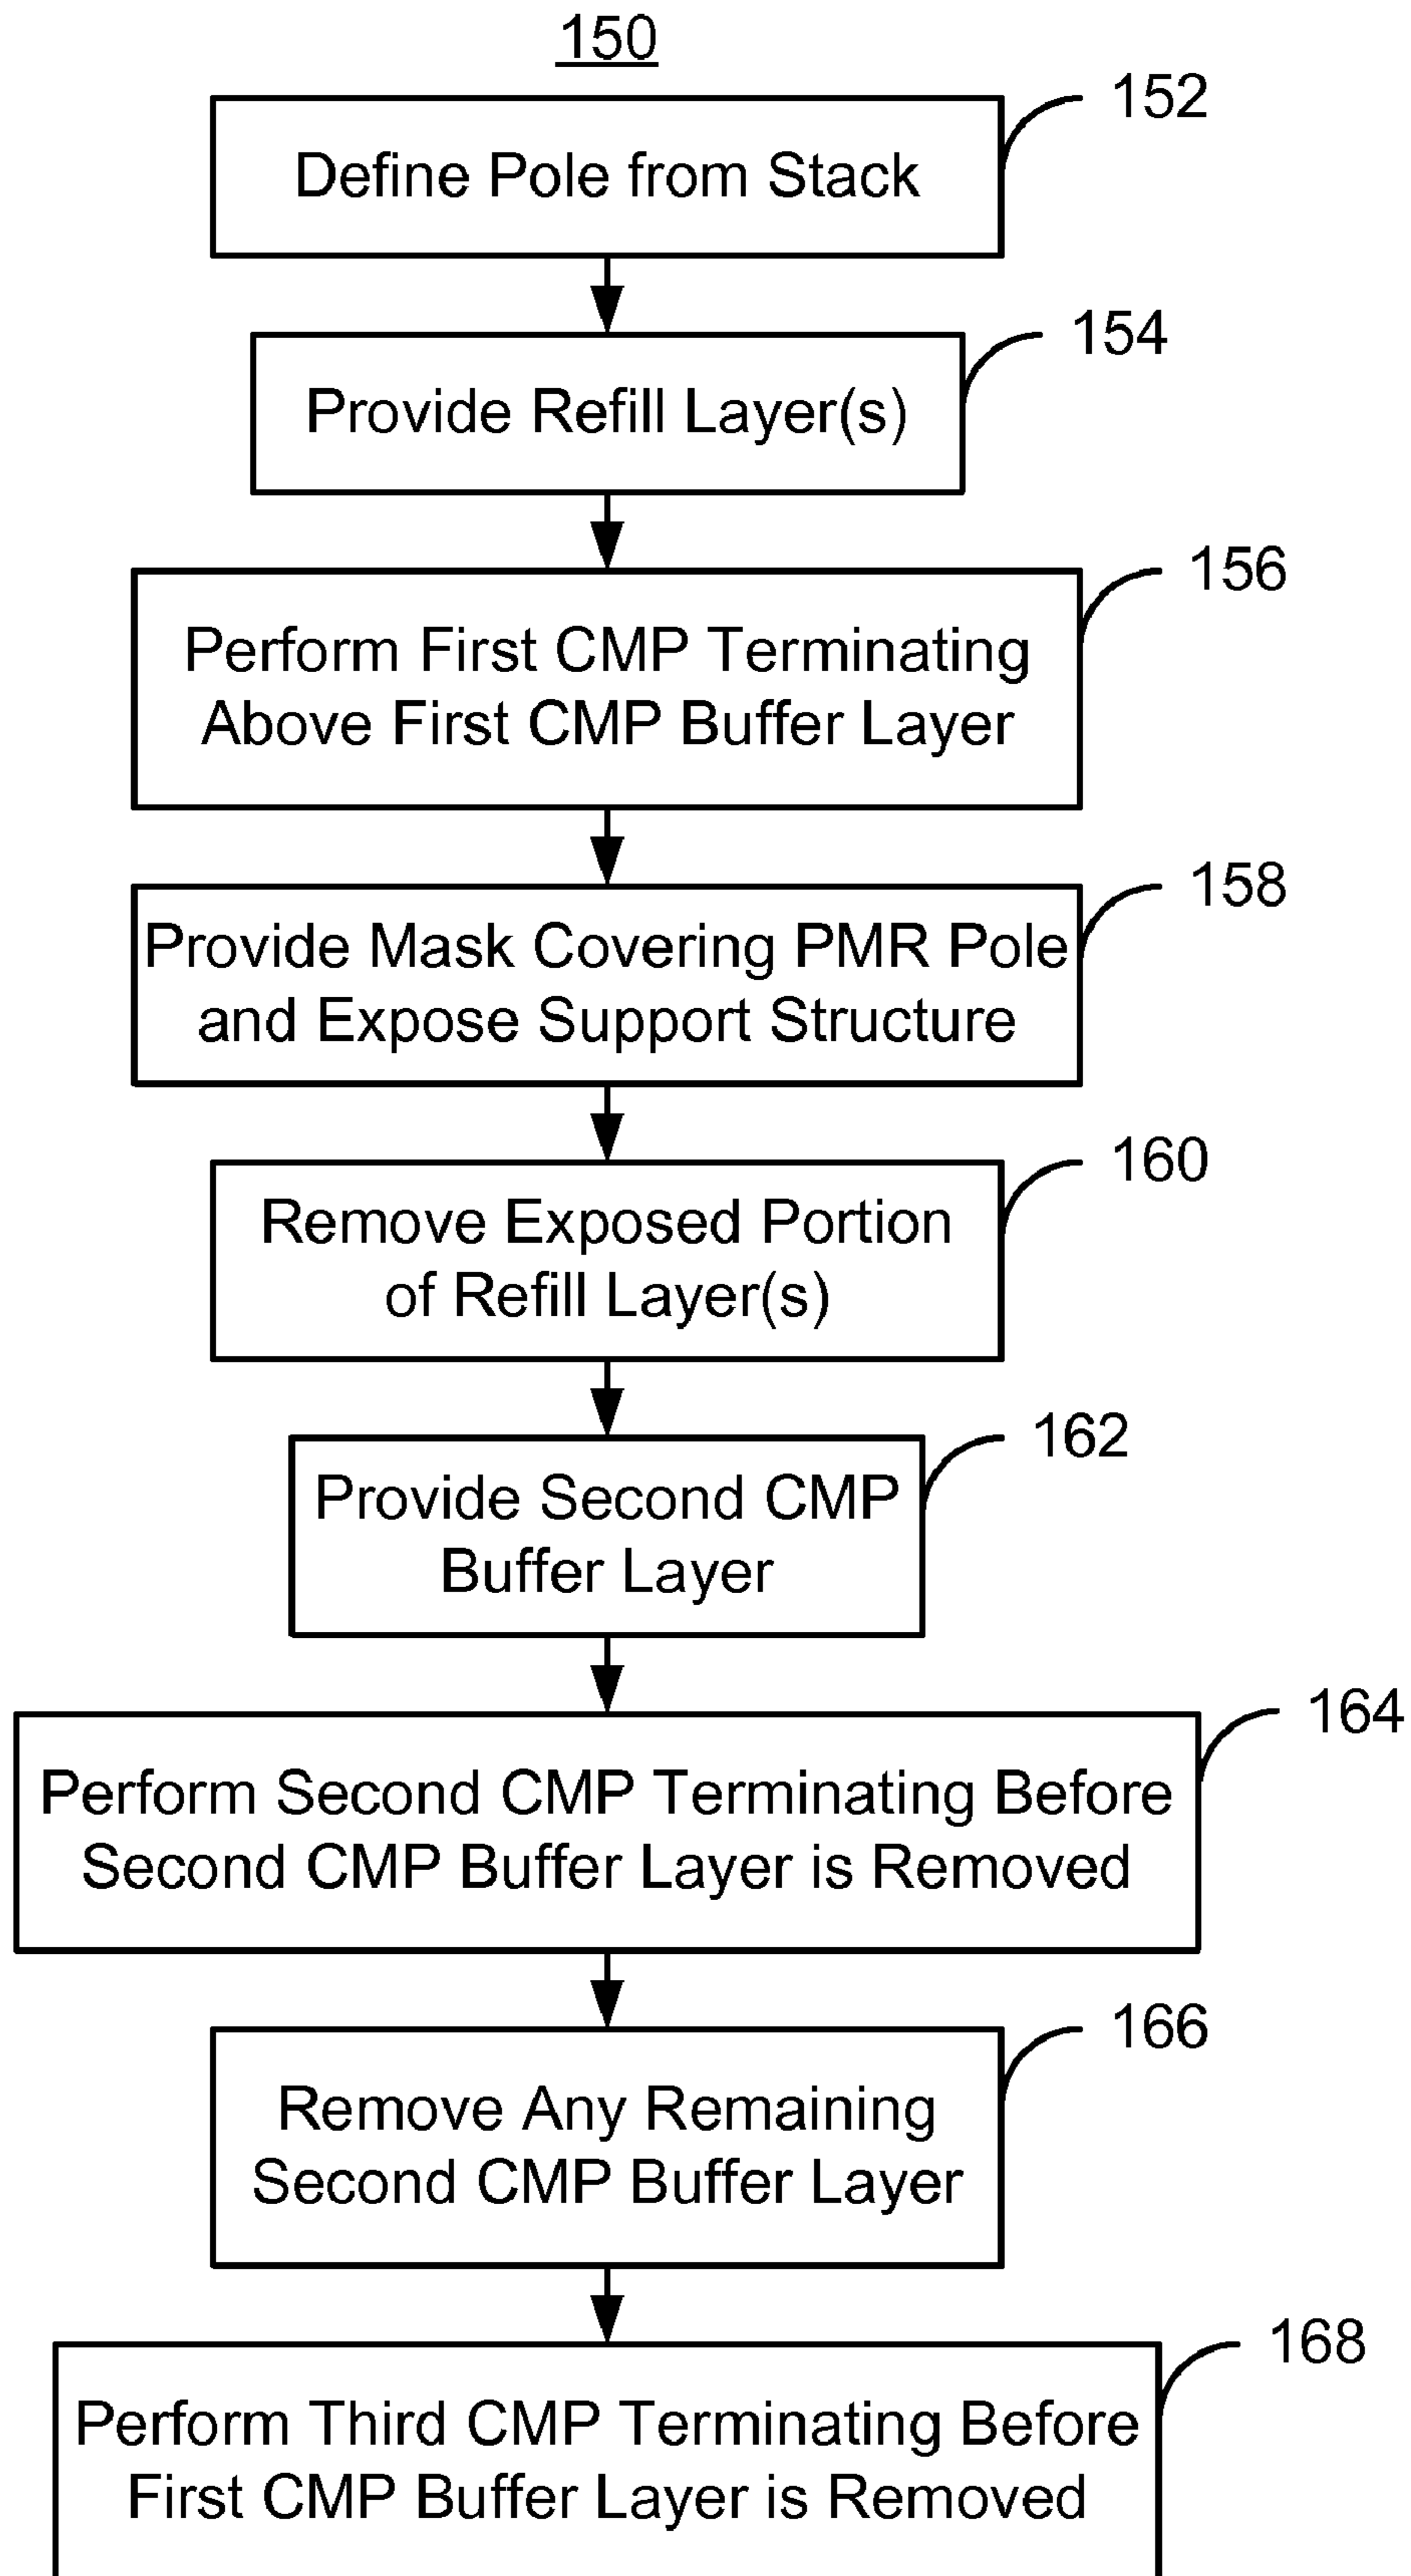 150
152
Define Pole from Stack
154
Provide Refill Layer(s)
156
Perform First CMP Terminating
Above First CMP Buffer Layer
158
Provide Mask Covering PMR Pole
and Expose Support Structure
160
Remove Exposed Portion
of Refill Layer(s)
162
Provide Second CMP
Buffer Layer
164
Perform Second CMP Terminating Before
Second CMP Buffer Layer is Removed
166
Remove Any Remaining
Second CMP Buffer Layer
168
Perform Third CMP Terminating Before
First CMP Buffer Layer is Removed